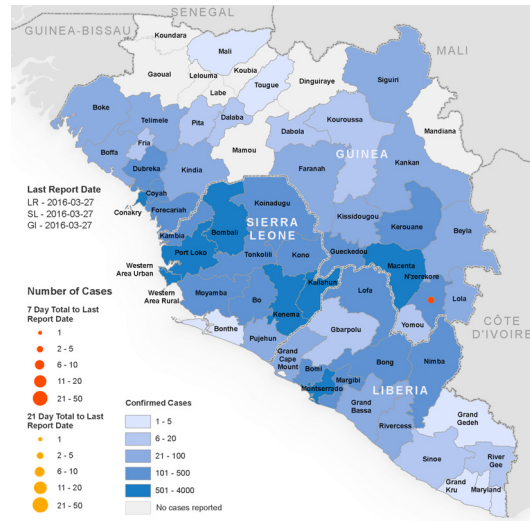 SENEGAL
GUINEA-BISSAU
MALI
Koundara
Mali
Koubia
Gaoual
Lelouma
Labe
Tougue
Dinguiraye
Siguiri
Boke
Telimele
Pita
Dalaba
Dabola
Kouroussa
Mandiana
Fria
Mamou
GUINEA
Boffa
Dubreka
Kindia
Faranah
Kankan
Coyah
Conakry
Forecariah
Koinadugu
Kissidougou
Kerouane
Beyla
Kambia
Bombali
SIERRA
LEONE
Gueckedou
Macenta
Port Loko
Tonkolili
Kono
N'zerekore
Western
Area Urban
Kailahun
Lofa
Lola
Western
Area Rural
Moyamba
Bo
Kenema
Yomou
CÔTE
D'IVOIRE
Bonthe
Pujehun
Gbarpolu
Grand
Cape
Mount
Bomi
Bong
Nimba
Montserrado
Margibi
LIBERIA
Grand
Bassa
Rivercess
Grand
Gedeh
Sinoe
River
Gee
Grand
Kru
Maryland
Last Report Date
LR - 2016-03-27
SL - 2016-03-27
GI - 2016-03-27
Number of Cases
7 Day Total to Last
Report Date
1
2 - 5
6 - 10
11 - 20
21 - 50
21 Day Total to Last
Report Date
1
2 - 5
6 - 10
11 - 20
21 - 50
Confirmed Cases
1 - 5
6 - 20
21 - 100
101 - 500
501 - 4000
No cases reported